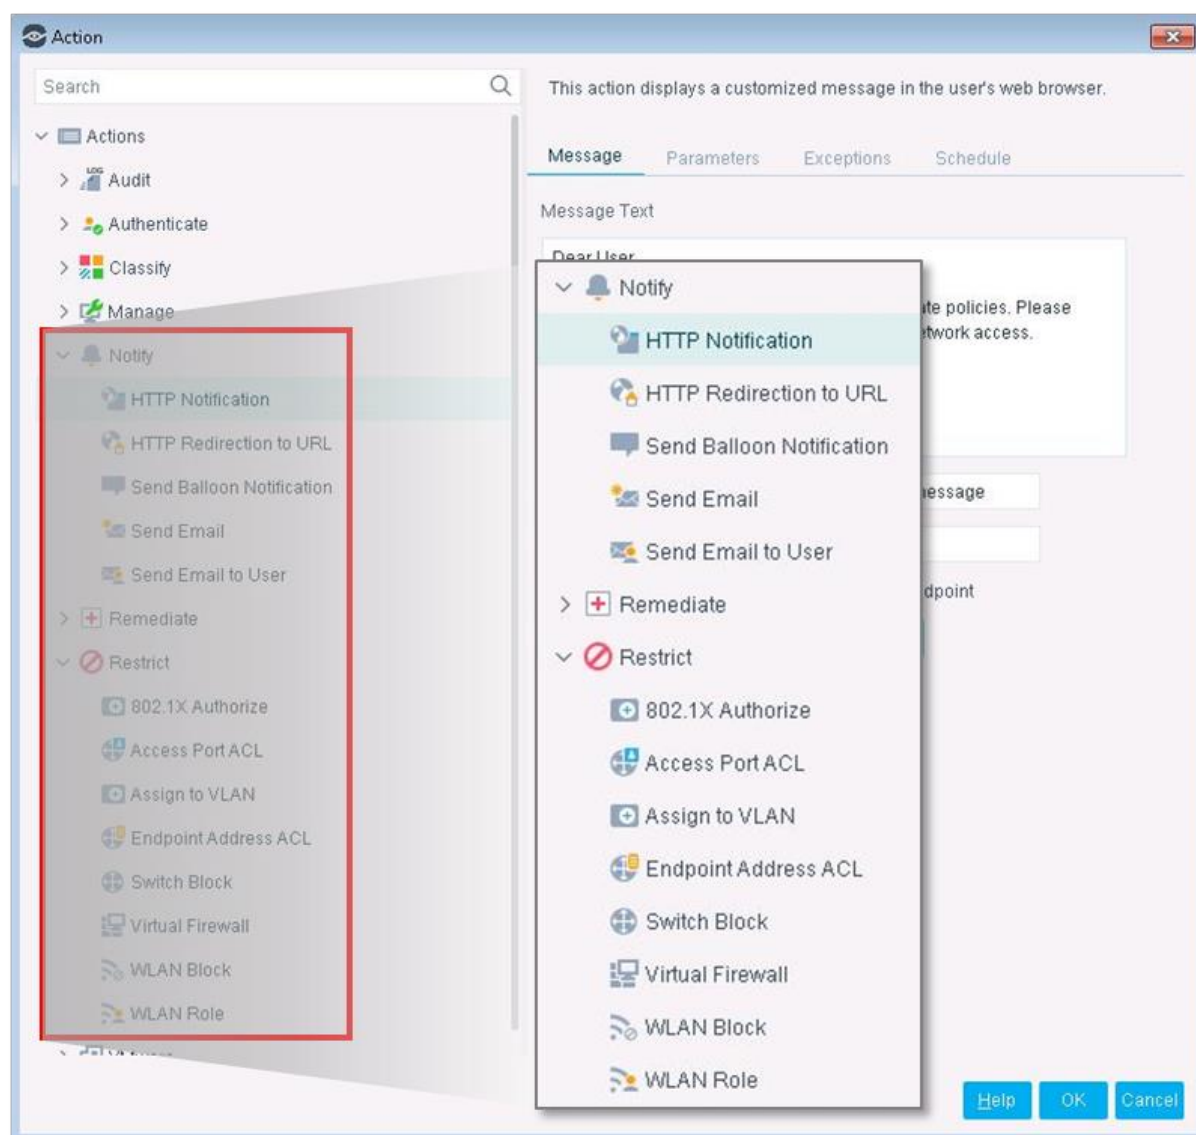 Action
Search
Actions
Audit
Authenticate
Classify
Manage
Notify
HTTP Notification
HTTP Redirection to URL
Send Balloon Notification
Send Email
Send Email to User
Remediate
Restrict
802.1X Authorize
Access Port ACL
Assign to VLAN
Endpoint Address ACL
Switch Block
Virtual Firewall
WLAN Block
WLAN Role
This action displays a customized message in the user's web browser.
Message Parameters Exceptions Schedule
Message Text
Dear User
policies. Please
access.
Notify
HTTP Notification
HTTP Redirection to URL
Send Balloon Notification
Send Email
Send Email to User
Remediate
Restrict
802.1X Authorize
Access Port ACL
Assign to VLAN
Endpoint Address ACL
Switch Block
Virtual Firewall
WLAN Block
WLAN Role
Help OK Cancel